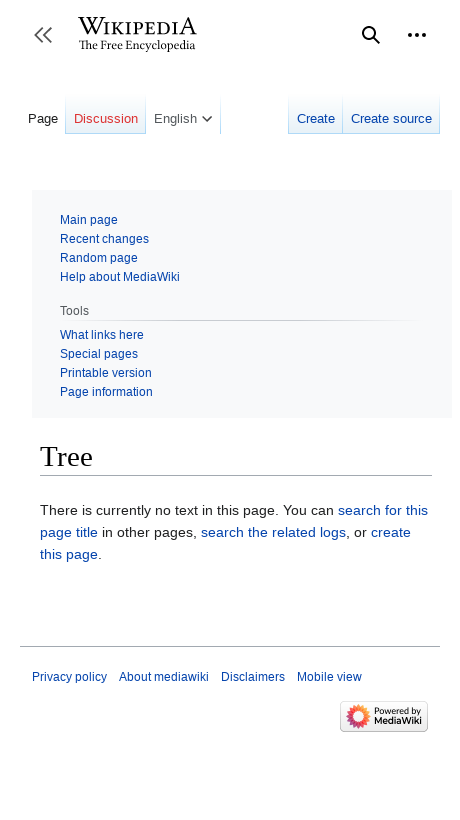 WIKIPEDIA
The Free Encyclopedia
Page Discussion English Create Create source
Main page
Recent changes
Random page
Help about MediaWiki
Tools
What links here
Special pages
Printable version
Page information
Tree
There is currently no text in this page. You can search for this
page title in other pages, search the related logs, or create
this page.
Privacy policy About mediawiki Disclaimers Mobile view
Powered by
MediaWiki